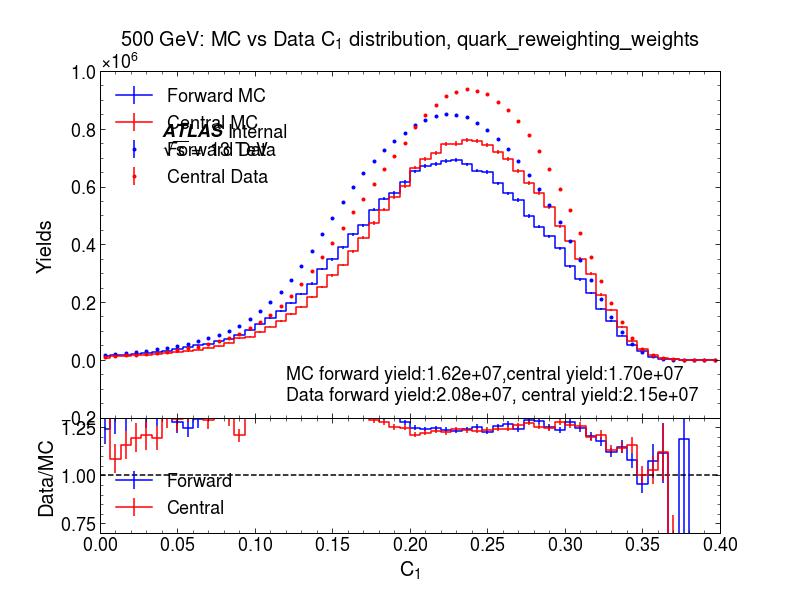 500 GeV: MC vs Data C₁ distribution, quark_reweighting_weights
×10⁶
1.0
0.8
0.6
0.4
0.2
0.0
0.2
Yields
Forward MC
Central MC
ATLAS Internal
√s = 13 TeV
Forward Data
Central Data
MC forward yield:1.62e+07,central yield:1.70e+07
Data forward yield:2.08e+07, central yield:2.15e+07
1.25
1.00
0.75
Data/MC
Forward
Central
0.00 0.05 0.10 0.15 0.20 0.25 0.30 0.35 0.40
C₁